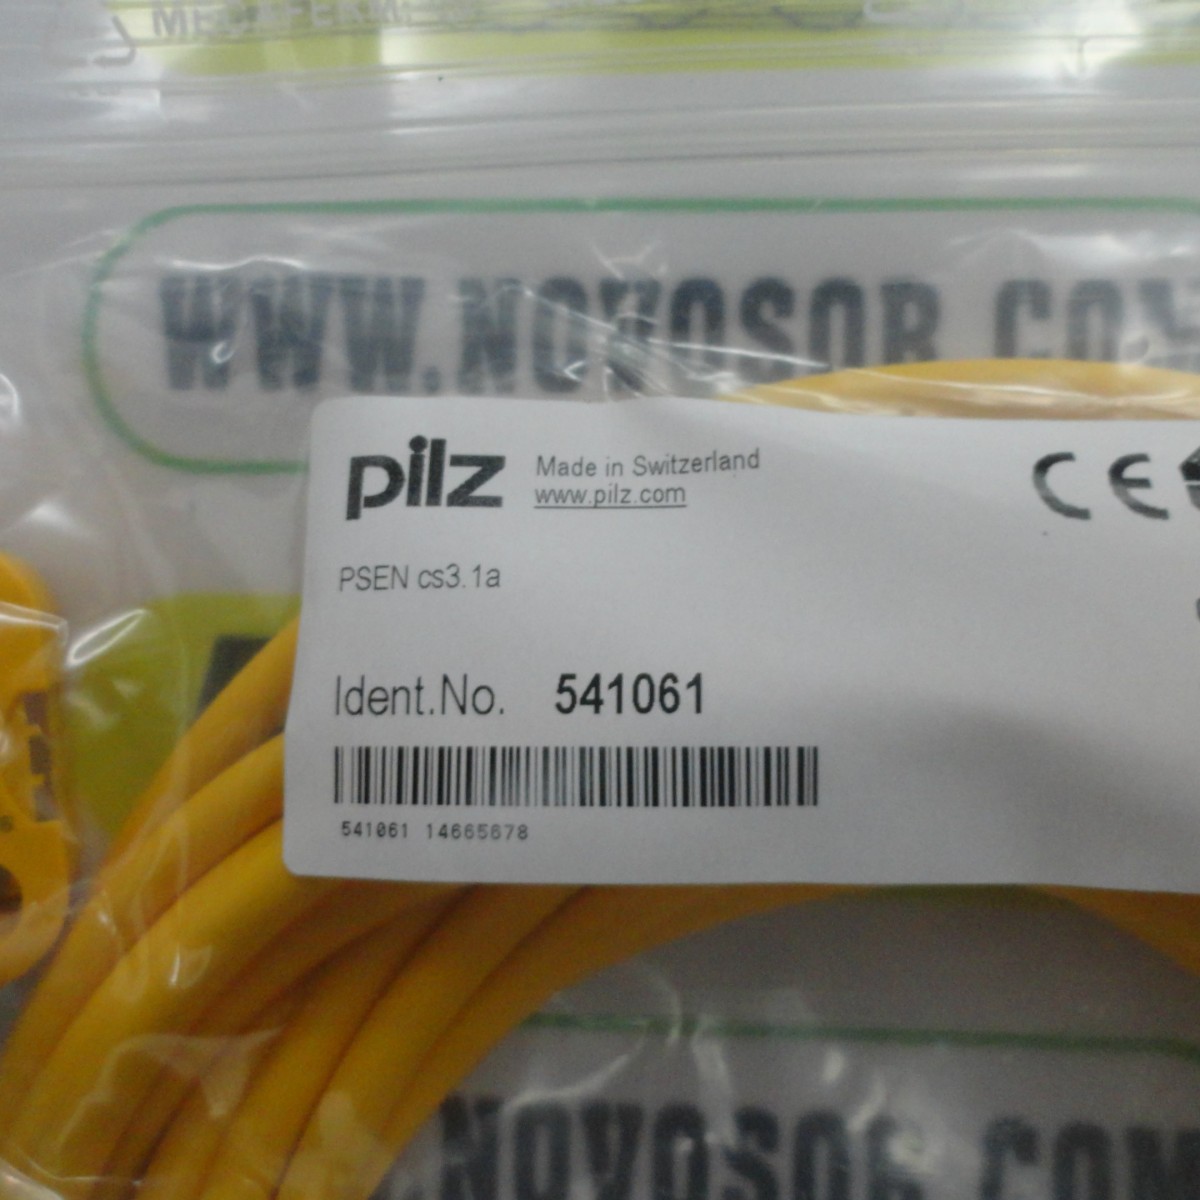 WWW.NOVOSOR.COM
pilz
Made in Switzerland
www.pilz.com
CE
PSEN cs3.1a
Ident.No. 541061
541061 14665678
NOVOSOR.COM